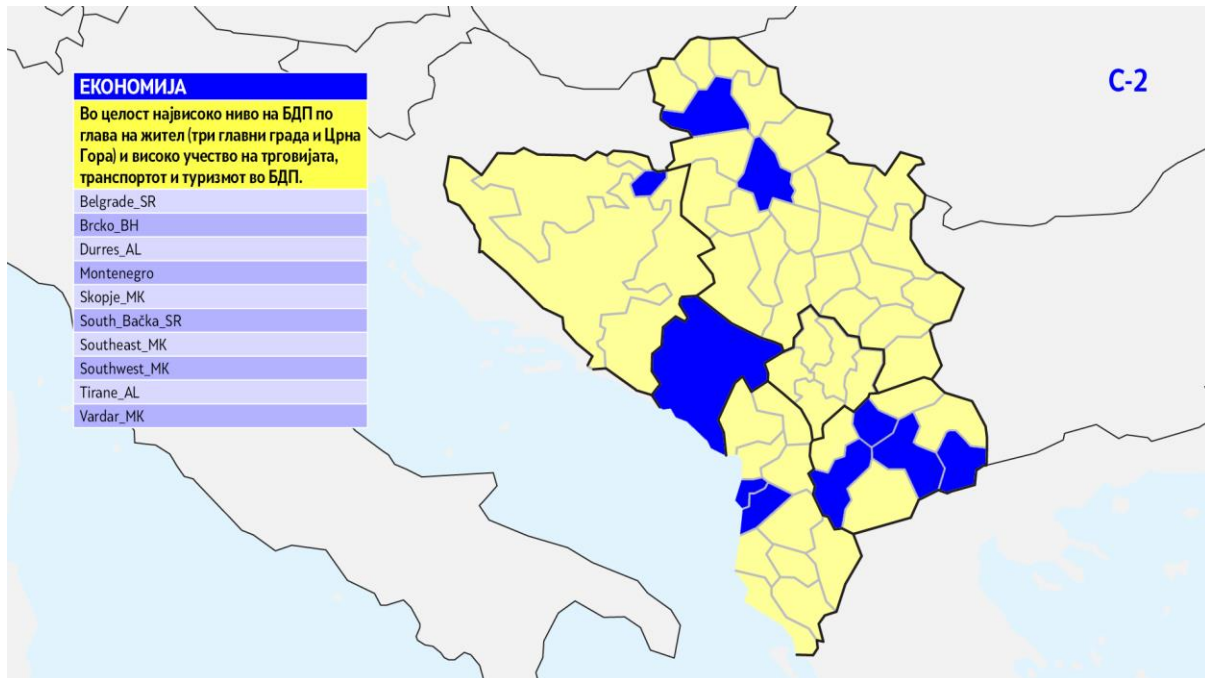 ЕКОНОМИЈА
Во целост највисоко ниво на БДП по
глава на жител (три главни града и Црна
Гора) и високо учество на трговијата,
транспортот и туризмот во БДП.
Belgrade_SR
Brcko_BH
Durres_AL
Montenegro
Skopje_MK
South_Bačka_SR
Southeast_MK
Southwest_MK
Tirane_AL
Vardar_MK
C-2